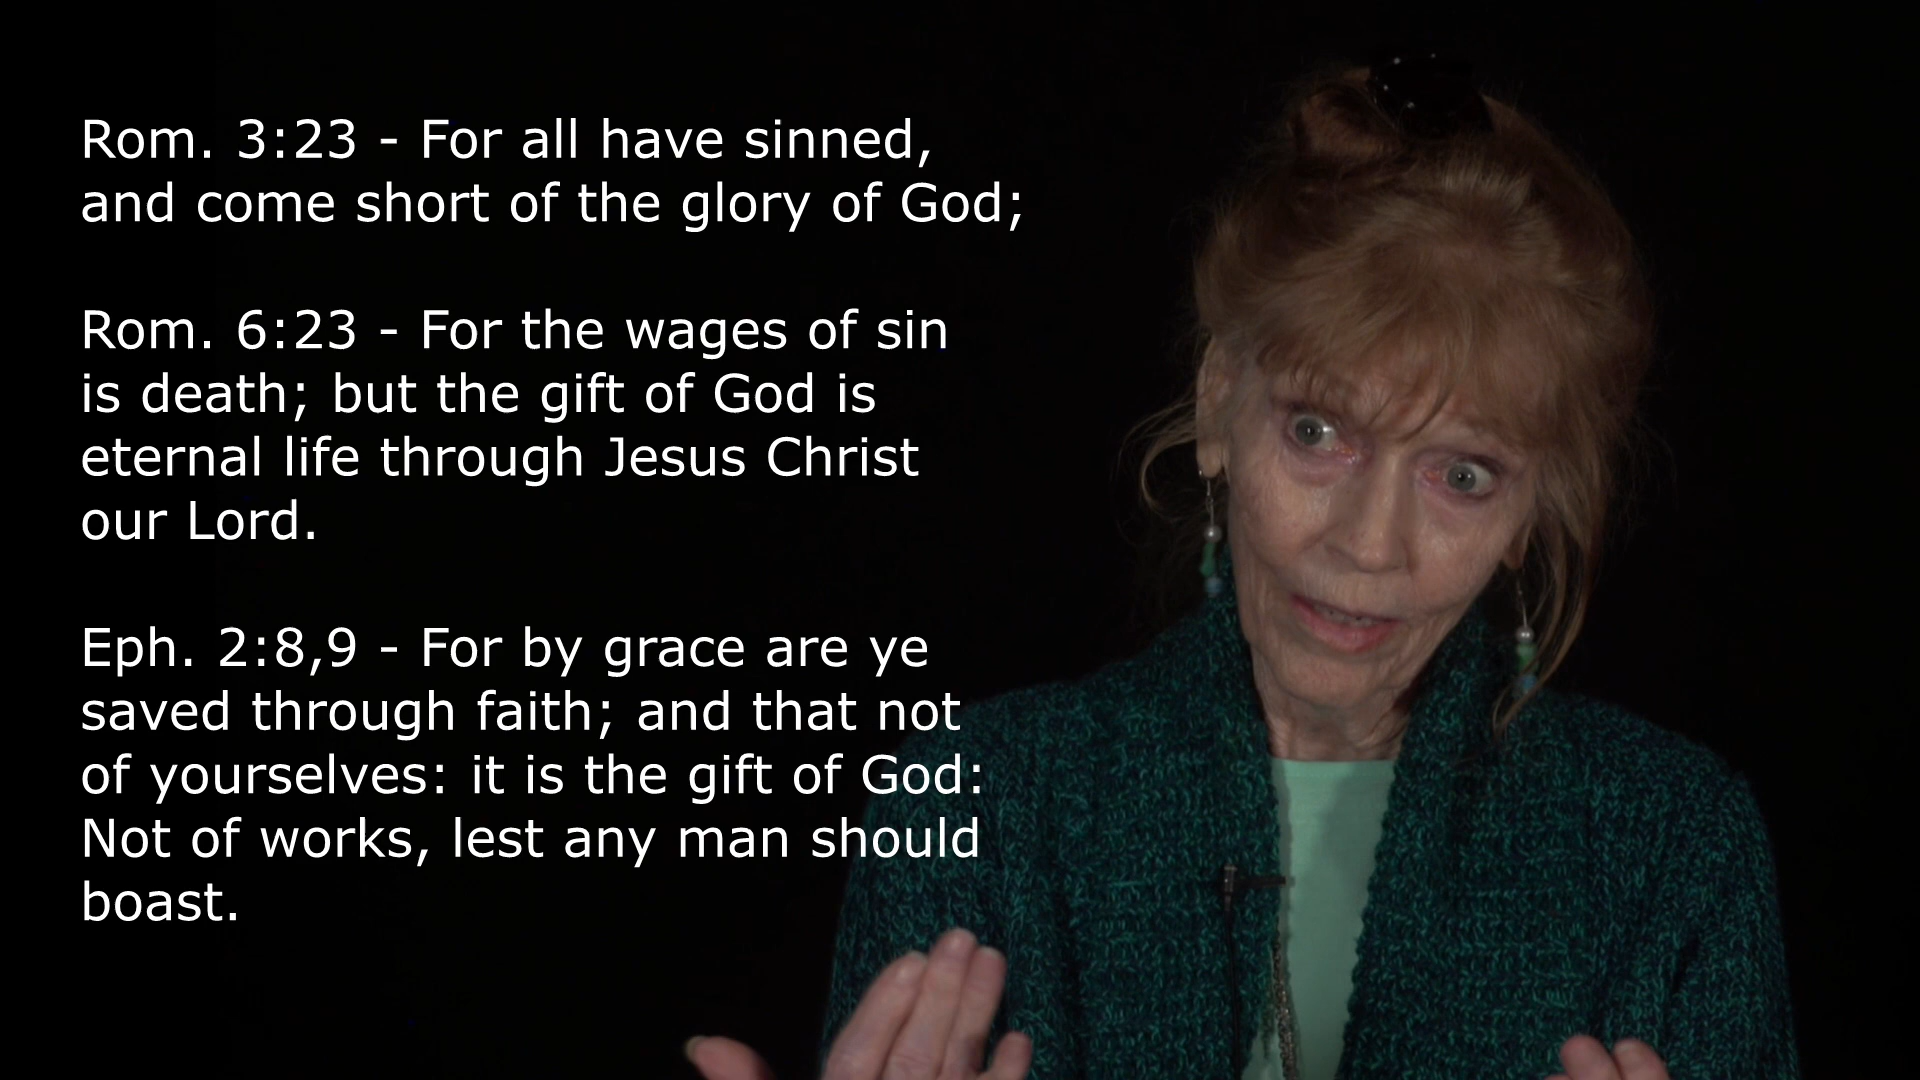 Rom. 3:23 - For all have sinned,
and come short of the glory of God;
Rom. 6:23 - For the wages of sin
is death; but the gift of God is
eternal life through Jesus Christ
our Lord.
Eph. 2:8,9 - For by grace are ye
saved through faith; and that not
of yourselves: it is the gift of God:
Not of works, lest any man should
boast.